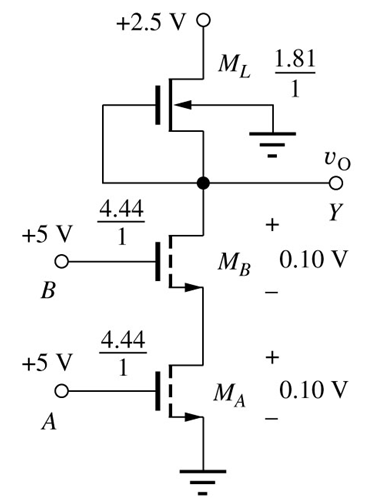 +2.5 V
M_L
1.81
1
v_O
Y
4.44
1
+5 V
B
M_B
+
0.10 V
–
4.44
1
+5 V
A
M_A
+
0.10 V
–